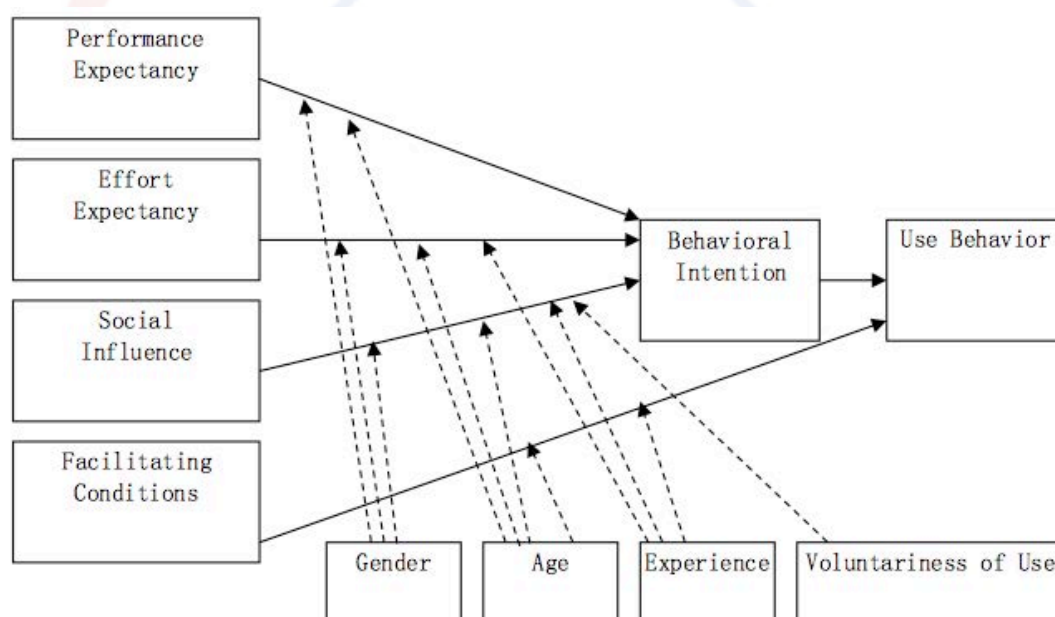 Performance
Expectancy
Effort
Expectancy
Social
Influence
Facilitating
Conditions
Behavioral
Intention
Use Behavior
Gender
Age
Experience
Voluntariness of Use